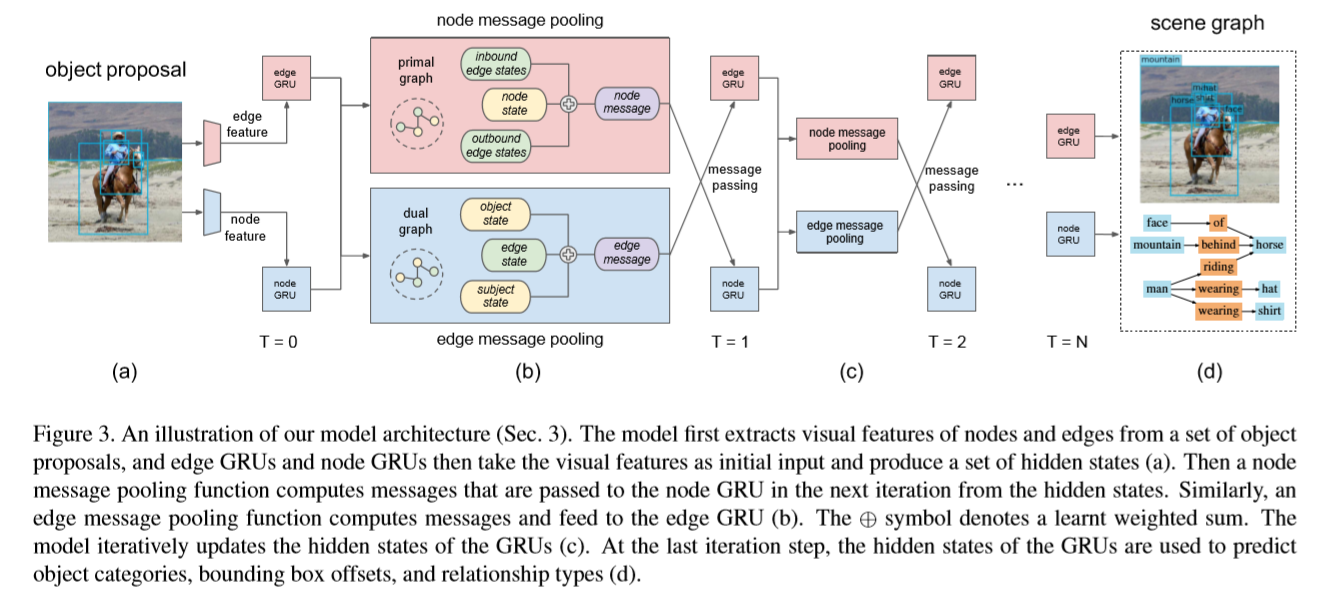 node message pooling
scene graph
object proposal
edge
GRU
edge
feature
node
feature
node
GRU
T = 0
(a)
primal
graph
inbound
edge states
node
state
outbound
edge states
node
message
dual
graph
object
state
edge
state
subject
state
edge
message
edge message pooling
(b)
edge
GRU
message
passing
node
GRU
T = 1
node message
pooling
edge message
pooling
(c)
edge
GRU
message
passing
node
GRU
T = 2
...
edge
GRU
node
GRU
T = N
mountain
horse
face
face
of
mountain
behind
horse
riding
man
wearing
hat
wearing
shirt
(d)
Figure 3. An illustration of our model architecture (Sec. 3). The model first extracts visual features of nodes and edges from a set of object
proposals, and edge GRUs and node GRUs then take the visual features as initial input and produce a set of hidden states (a). Then a node
message pooling function computes messages that are passed to the node GRU in the next iteration from the hidden states. Similarly, an
edge message pooling function computes messages and feed to the edge GRU (b). The ⊕ symbol denotes a learnt weighted sum. The
model iteratively updates the hidden states of the GRUs (c). At the last iteration step, the hidden states of the GRUs are used to predict
object categories, bounding box offsets, and relationship types (d).